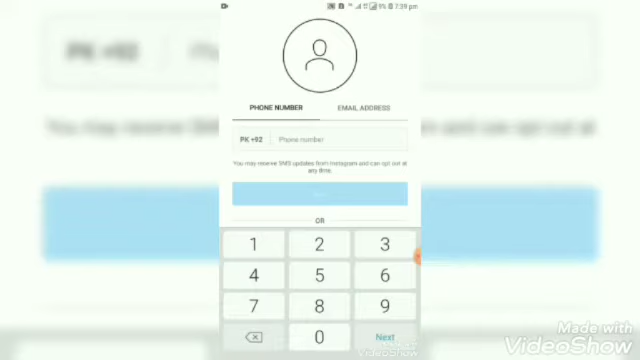 7:39 pm
PHONE NUMBER EMAIL ADDRESS
PK +92 Phone number
You may receive SMS updates from Instagram and can opt out at
any time.
OR
1 2 3
4 5 6
7 8 9
0 Next
Made with
VideoShow